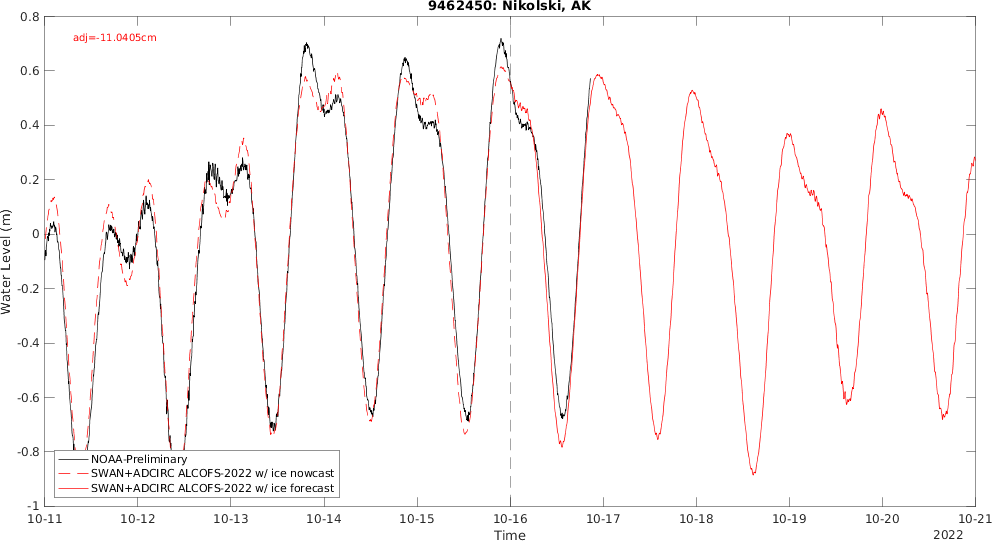 9462450: Nikolski, AK
adj=-11.0405cm
0.8
0.6
0.4
0.2
0
-0.2
-0.4
-0.6
-0.8
-1
Water Level (m)
NOAA-Preliminary
SWAN+ADCIRC ALCOFS-2022 w/ ice nowcast
SWAN+ADCIRC ALCOFS-2022 w/ ice forecast
10-11 10-12 10-13 10-14 10-15 10-16 10-17 10-18 10-19 10-20 10-21
Time
2022